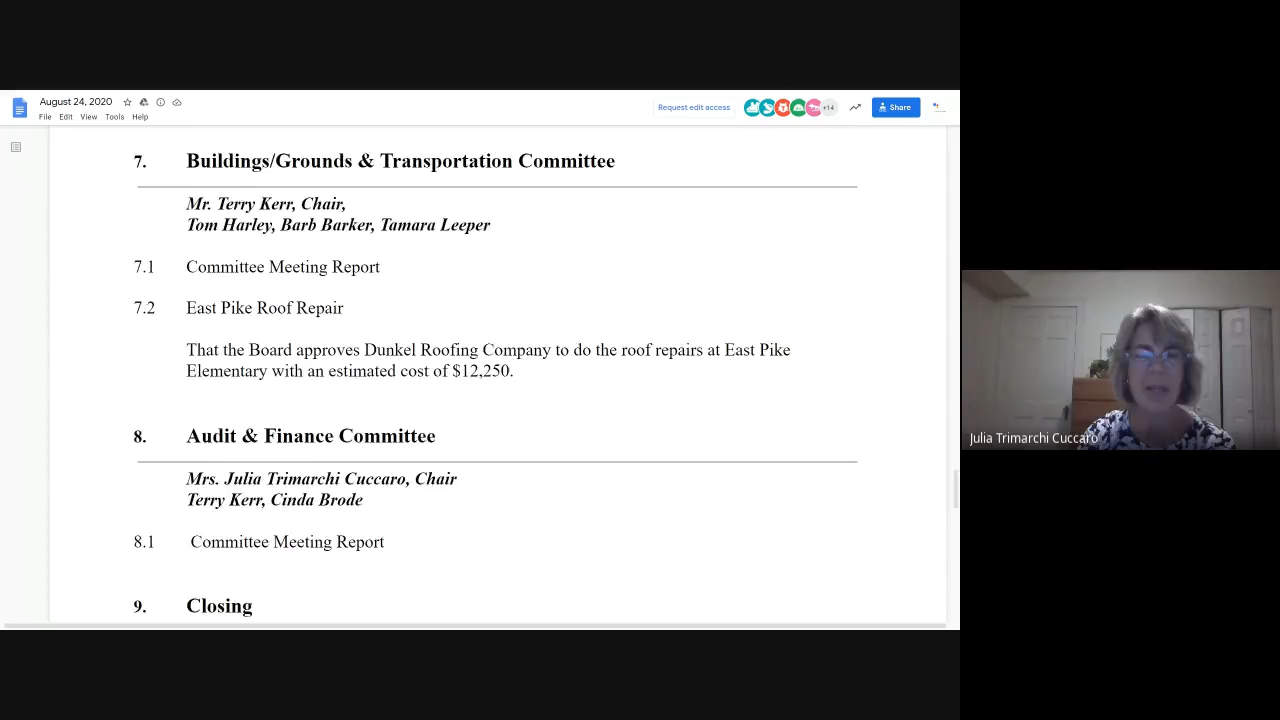 August 24, 2020
File Edit View Tools Help
Request edit access
+14
Share
7. Buildings/Grounds & Transportation Committee
Mr. Terry Kerr, Chair,
Tom Harley, Barb Barker, Tamara Leeper
7.1 Committee Meeting Report
7.2 East Pike Roof Repair
That the Board approves Dunkel Roofing Company to do the roof repairs at East Pike
Elementary with an estimated cost of $12,250.
8. Audit & Finance Committee
Mrs. Julia Trimarchi Cuccaro, Chair
Terry Kerr, Cinda Brode
8.1 Committee Meeting Report
9. Closing
Julia Trimarchi Cuccaro